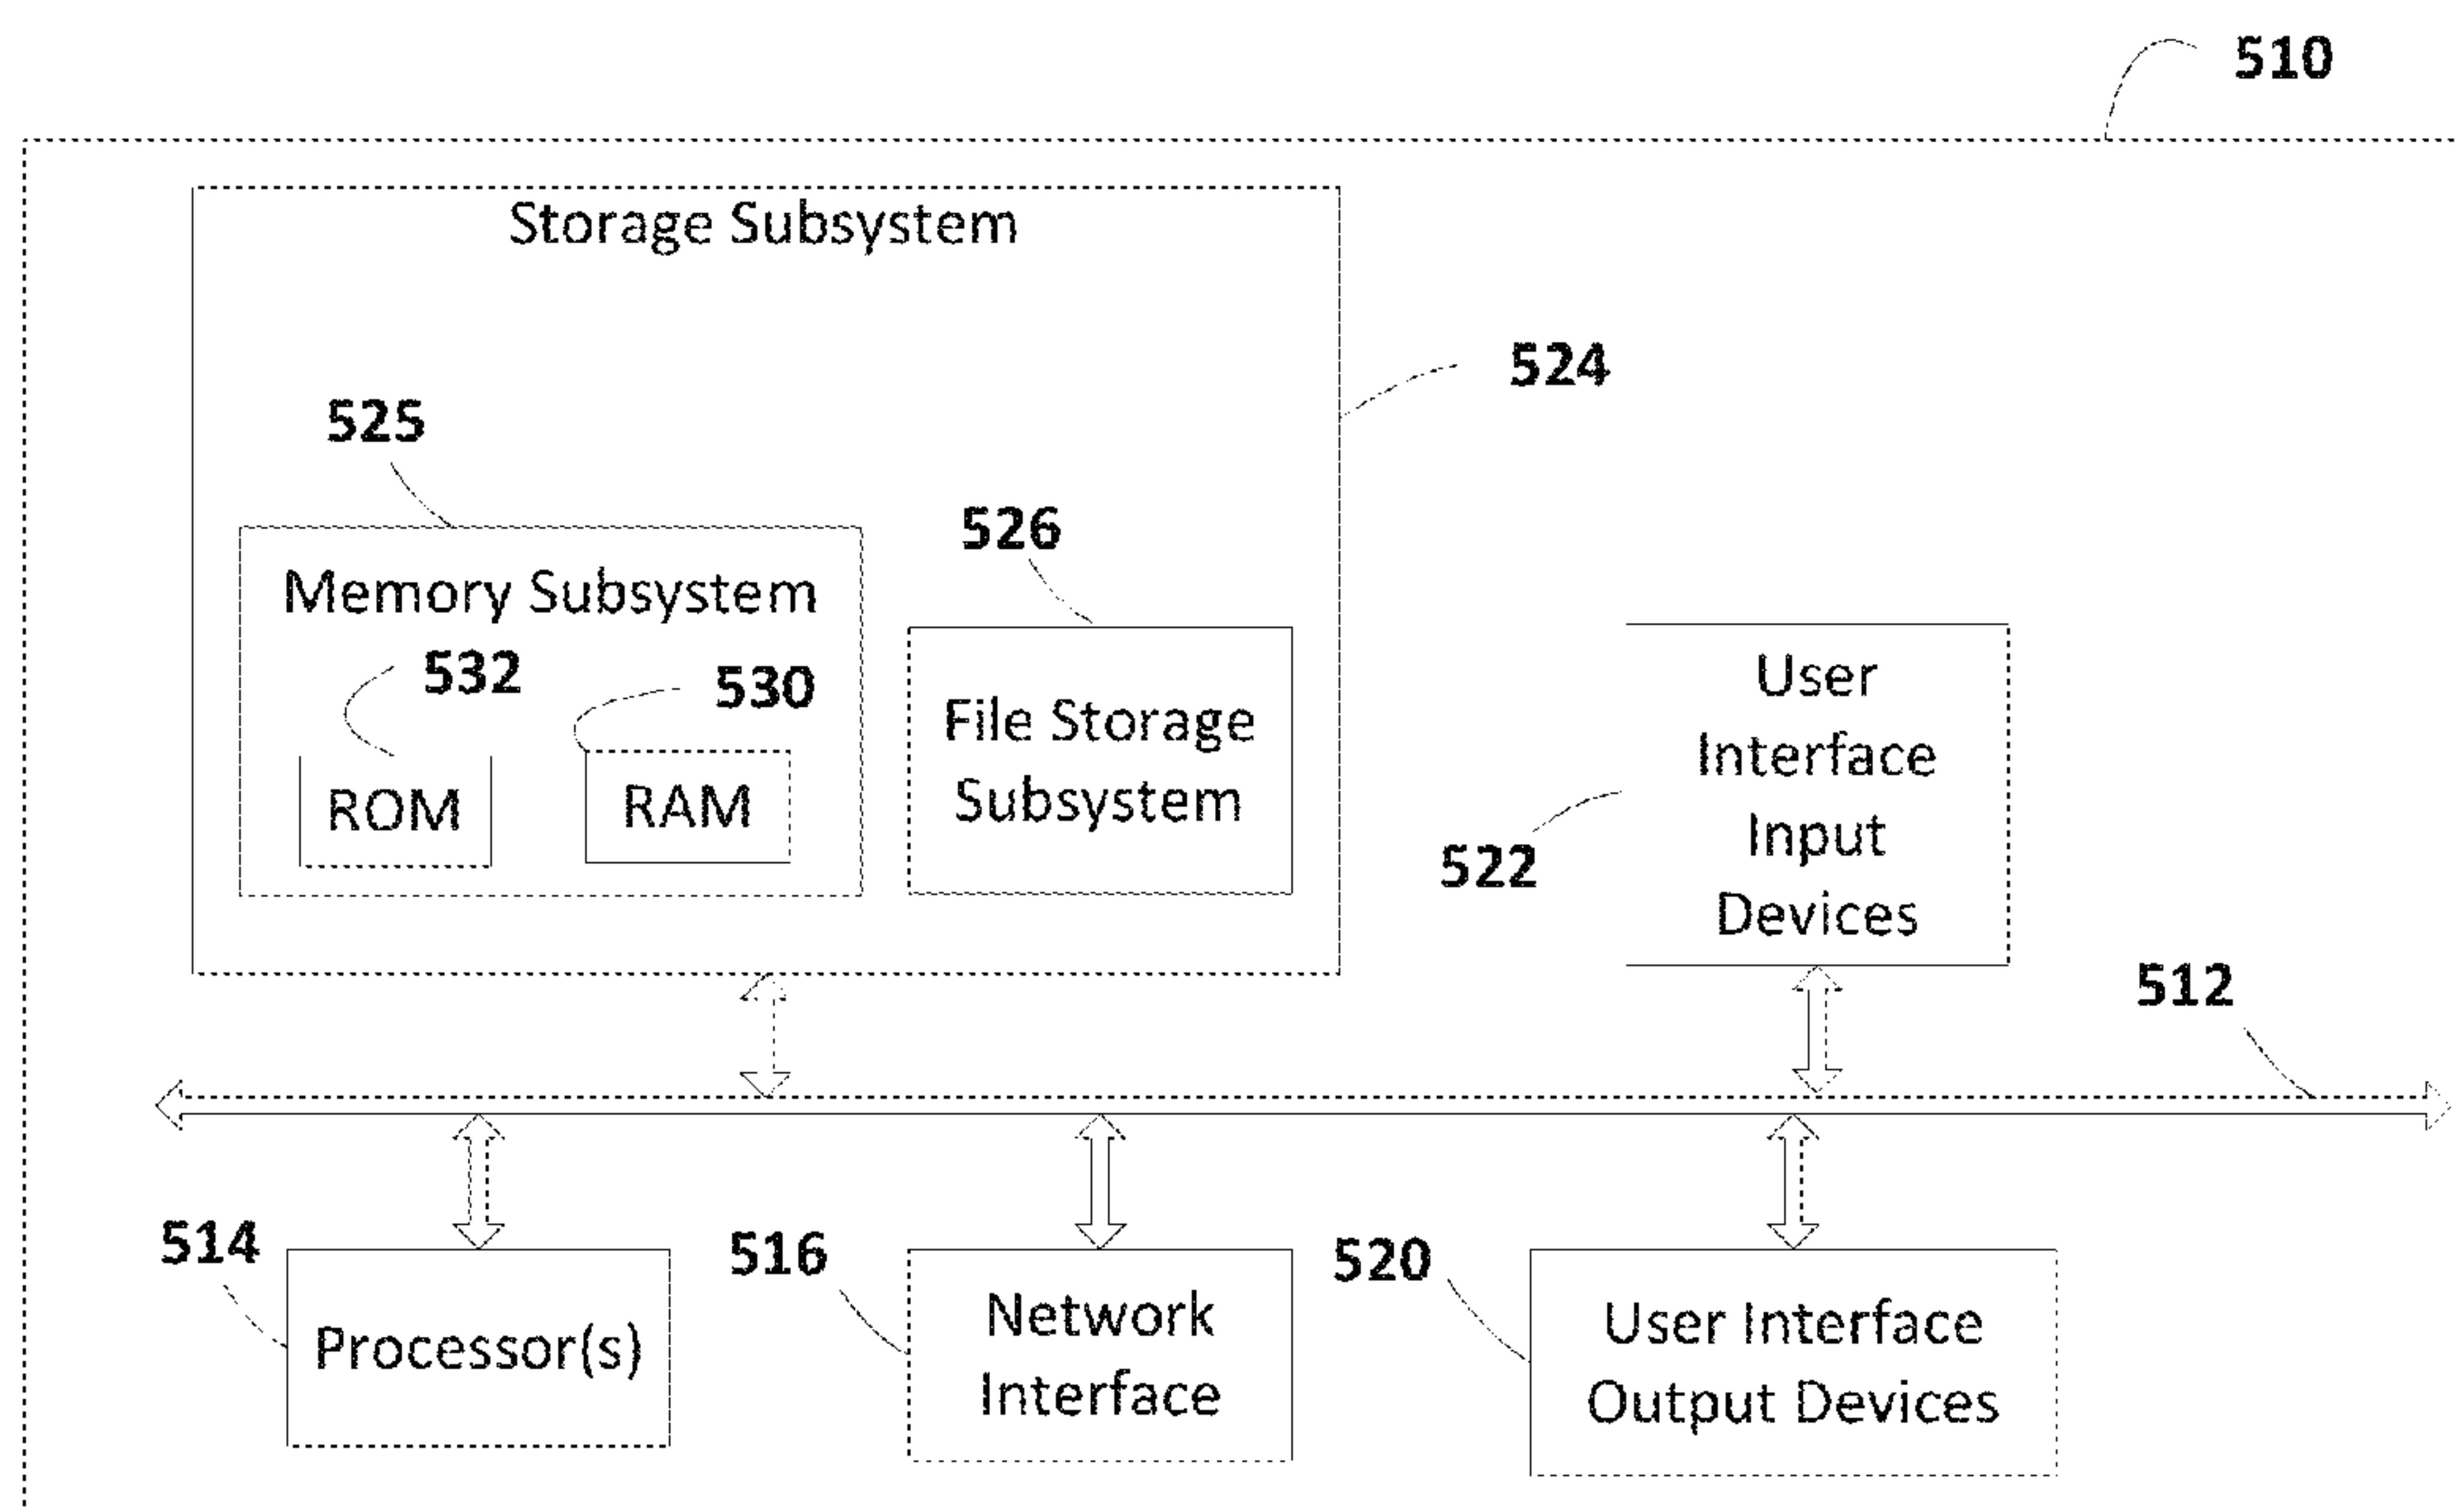 510
Storage Subsystem
524
525
526
Memory Subsystem
532
530
ROM
RAM
File Storage
Subsystem
User
Interface
Input
Devices
522
512
514
Processor(s)
516
Network
Interface
520
User Interface
Output Devices